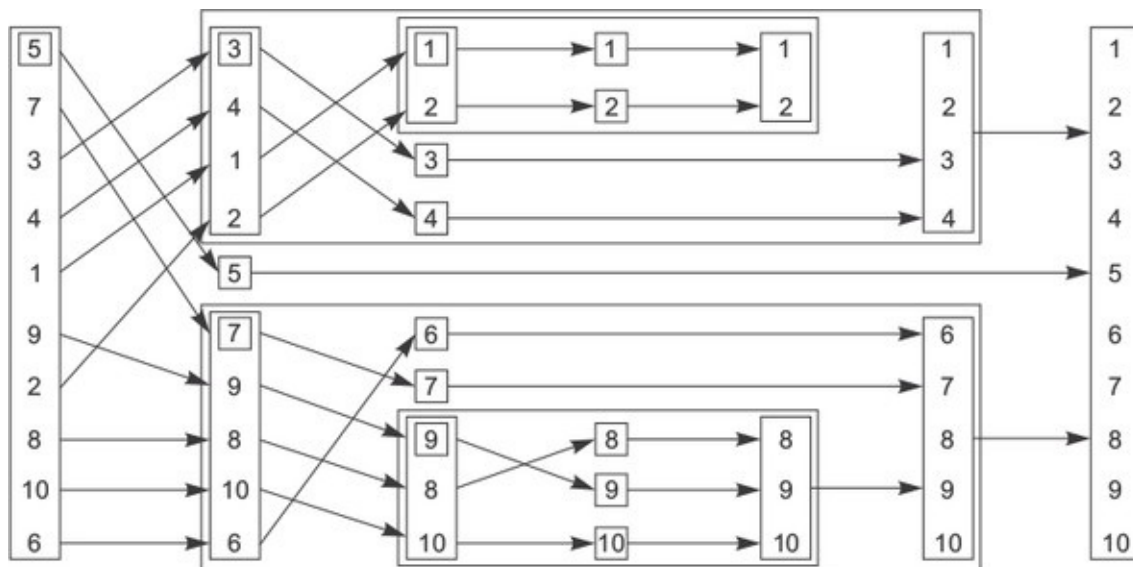 5 3 1 1 1 1 1
7 4 2 2 2 2 2
3 1 3 3 3
4 2 4 4 4
1 5 5
9 7 6 6 6
2 9 7 7 7
8 8 9 8 8 8 8
10 10 8 9 9 9 9
6 6 10 10 10 10 10